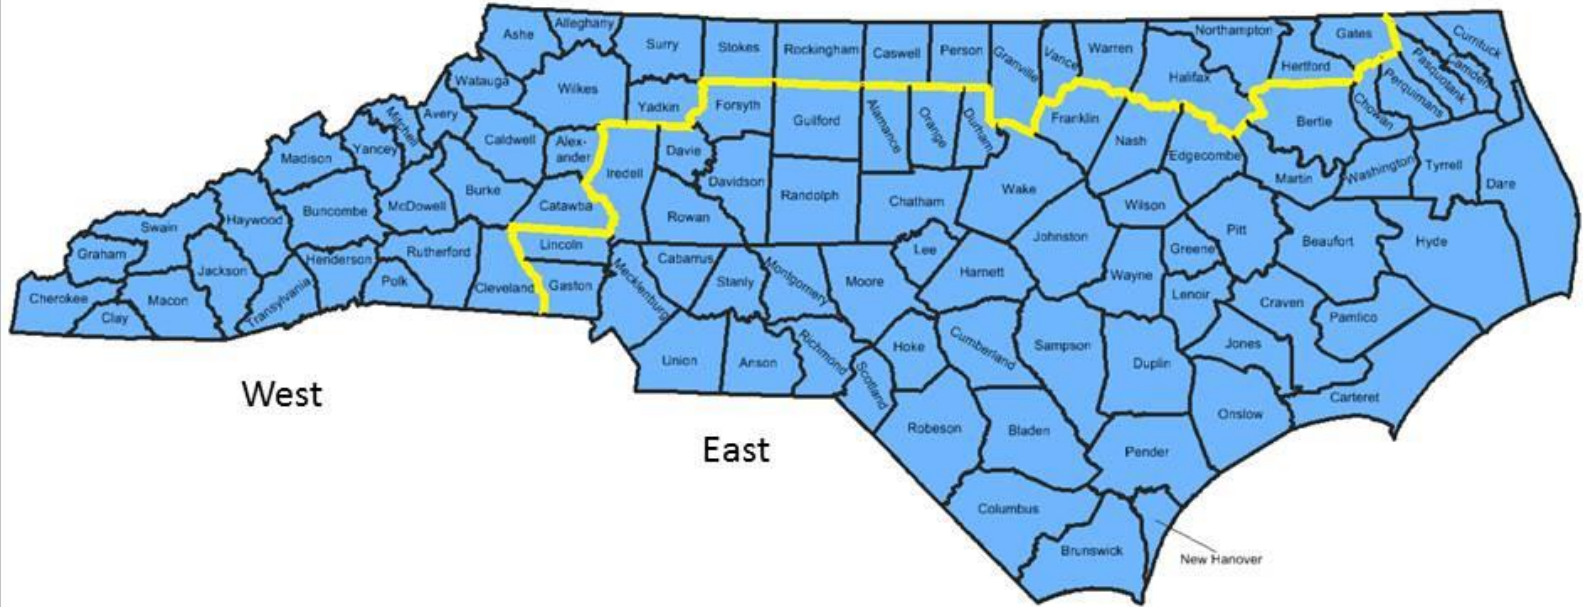 Ashe
Alleghany
Surry
Stokes
Rockingham
Caswell
Person
Granville
Vance
Warren
Northampton
Gates
Currituck
Camden
Pasquotank
Perquimans
Chowan
Hertford
Halifax
Watauga
Wilkes
Yadkin
Forsyth
Guilford
Alamance
Orange
Durham
Franklin
Nash
Edgecombe
Bertie
Martin
Washington
Tyrrell
Dare
Mitchell
Avery
Caldwell
Alex-
ander
Iredell
Davie
Davidson
Randolph
Chatham
Wake
Wilson
Madison
Yancey
Burke
McDowell
Catawba
Rowan
Johnston
Greene
Pitt
Beaufort
Hyde
Buncombe
Haywood
Swain
Graham
Jackson
Henderson
Rutherford
Lincoln
Cabarrus
Stanly
Montgomery
Moore
Lee
Harnett
Wayne
Lenoir
Craven
Pamlico
Cherokee
Clay
Macon
Transylvania
Polk
Cleveland
Gaston
Mecklenburg
Union
Anson
Richmond
Scotland
Hoke
Cumberland
Sampson
Duplin
Jones
Carteret
Onslow
Robeson
Bladen
Pender
Columbus
Brunswick
New Hanover
West
East